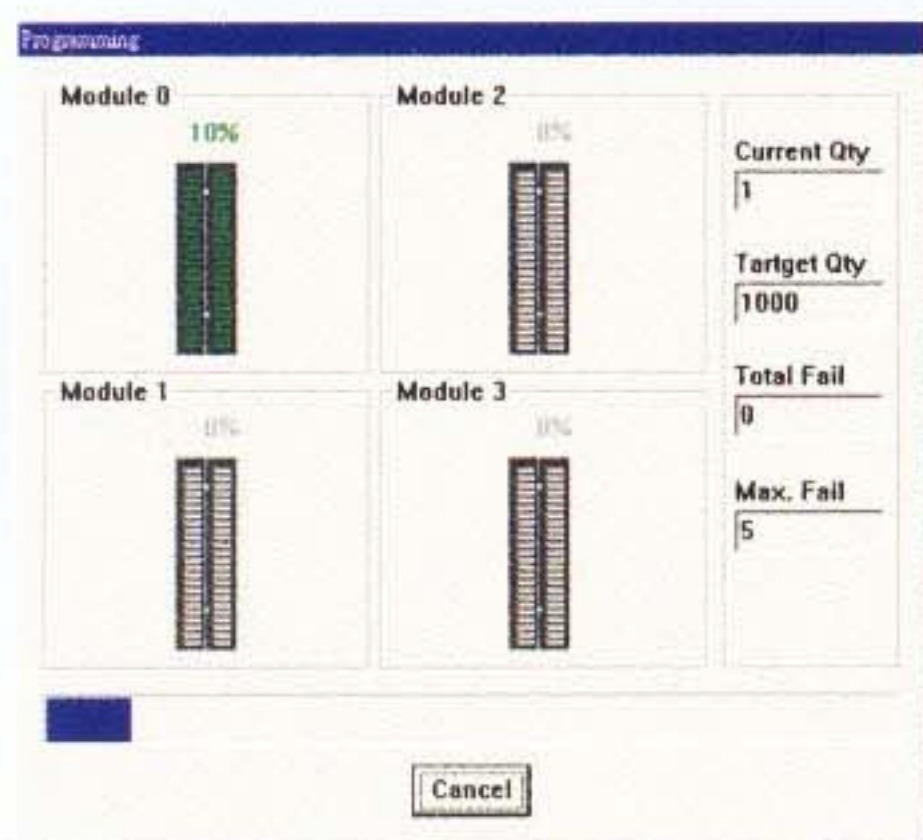 Programming
Module 0
10%
Module 2
0%
Module 1
0%
Module 3
0%
Current Qty
1
Tartget Qty
1000
Total Fail
0
Max. Fail
5
Cancel